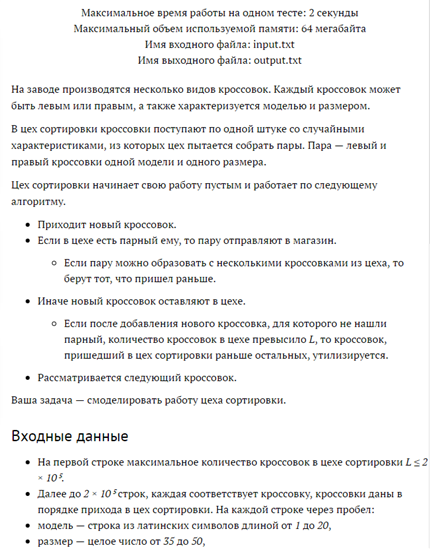 Максимальное время работы на одном тесте: 2 секунды
Максимальный объем используемой памяти: 64 мегабайта
Имя входного файла: input.txt
Имя выходного файла: output.txt
На заводе производятся несколько видов кроссовок. Каждый кроссовок может
быть левым или правым, а также характеризуется моделью и размером.
В цех сортировки кроссовки поступают по одной штуке со случайными
характеристиками, из которых цех пытается собрать пары. Пара — левый и
правый кроссовки одной модели и одного размера.
Цех сортировки начинает свою работу пустым и работает по следующему
алгоритму.
• Приходит новый кроссовок.
• Если в цехе есть парный ему, то пару отправляют в магазин.
◦ Если пару можно образовать с несколькими кроссовками из цеха, то
берут тот, что пришел раньше.
• Иначе новый кроссовок оставляют в цехе.
◦ Если после добавления нового кроссовка, для которого не нашли
парный, количество кроссовок в цехе превысило L, то кроссовок,
пришедший в цех сортировки раньше остальных, утилизируется.
• Рассматривается следующий кроссовок.
Ваша задача — смоделировать работу цеха сортировки.
Входные данные
• На первой строке максимальное количество кроссовок в цехе сортировки L ≤ 2
× 10⁵.
• Далее до 2 × 10⁵ строк, каждая соответствует кроссовку, кроссовки даны в
порядке прихода в цех сортировки. На каждой строке через пробел:
• модель — строка из латинских символов длиной от 1 до 20,
• размер — целое число от 35 до 50,